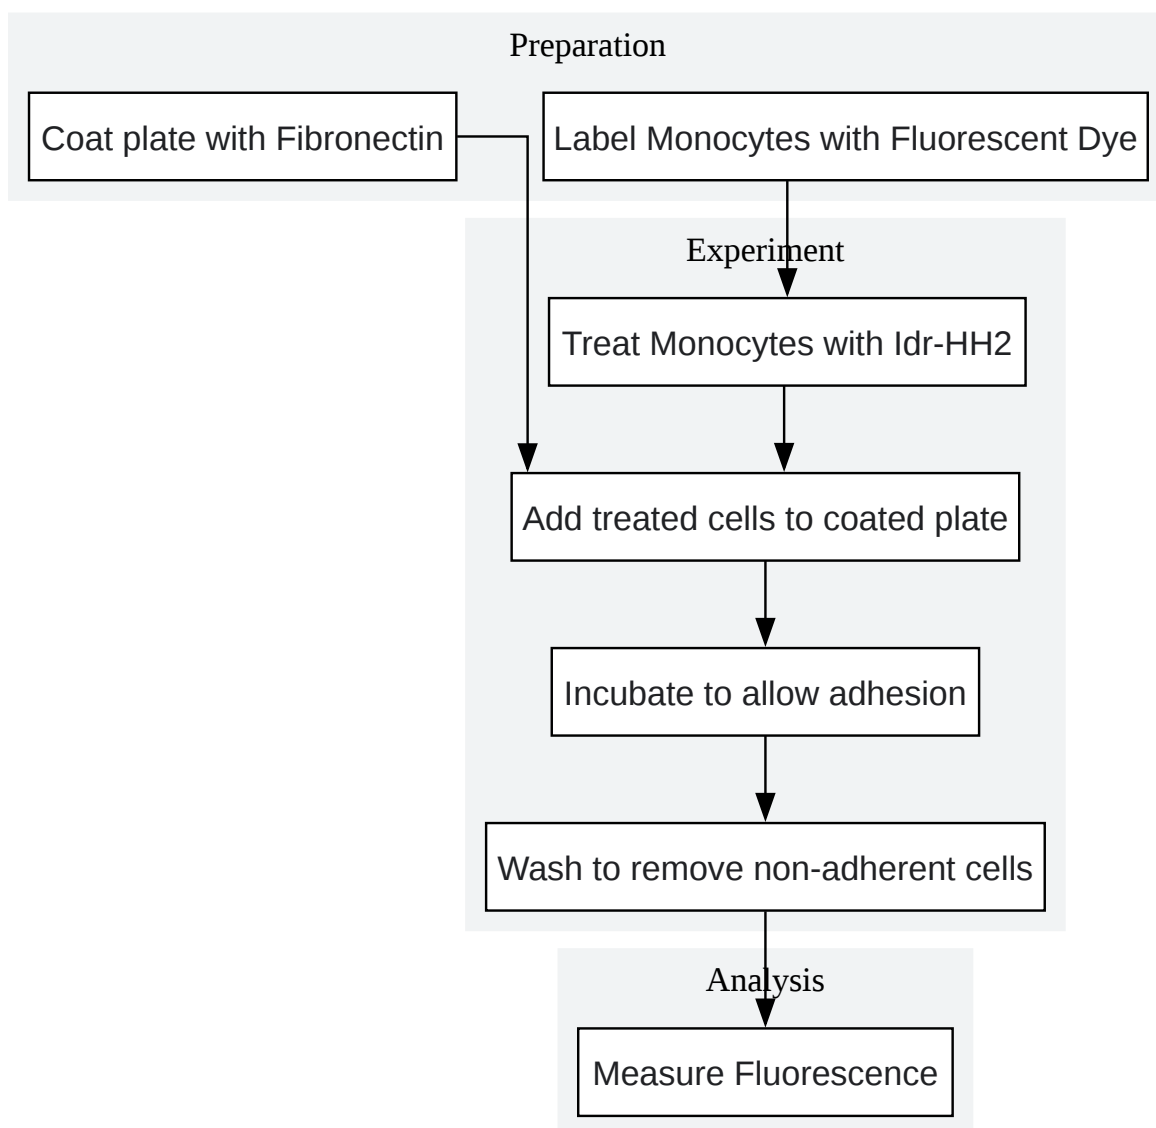 Preparation
Coat plate with Fibronectin
Label Monocytes with Fluorescent Dye
Experiment
Treat Monocytes with Idr-HH2
Add treated cells to coated plate
Incubate to allow adhesion
Wash to remove non-adherent cells
Analysis
Measure Fluorescence